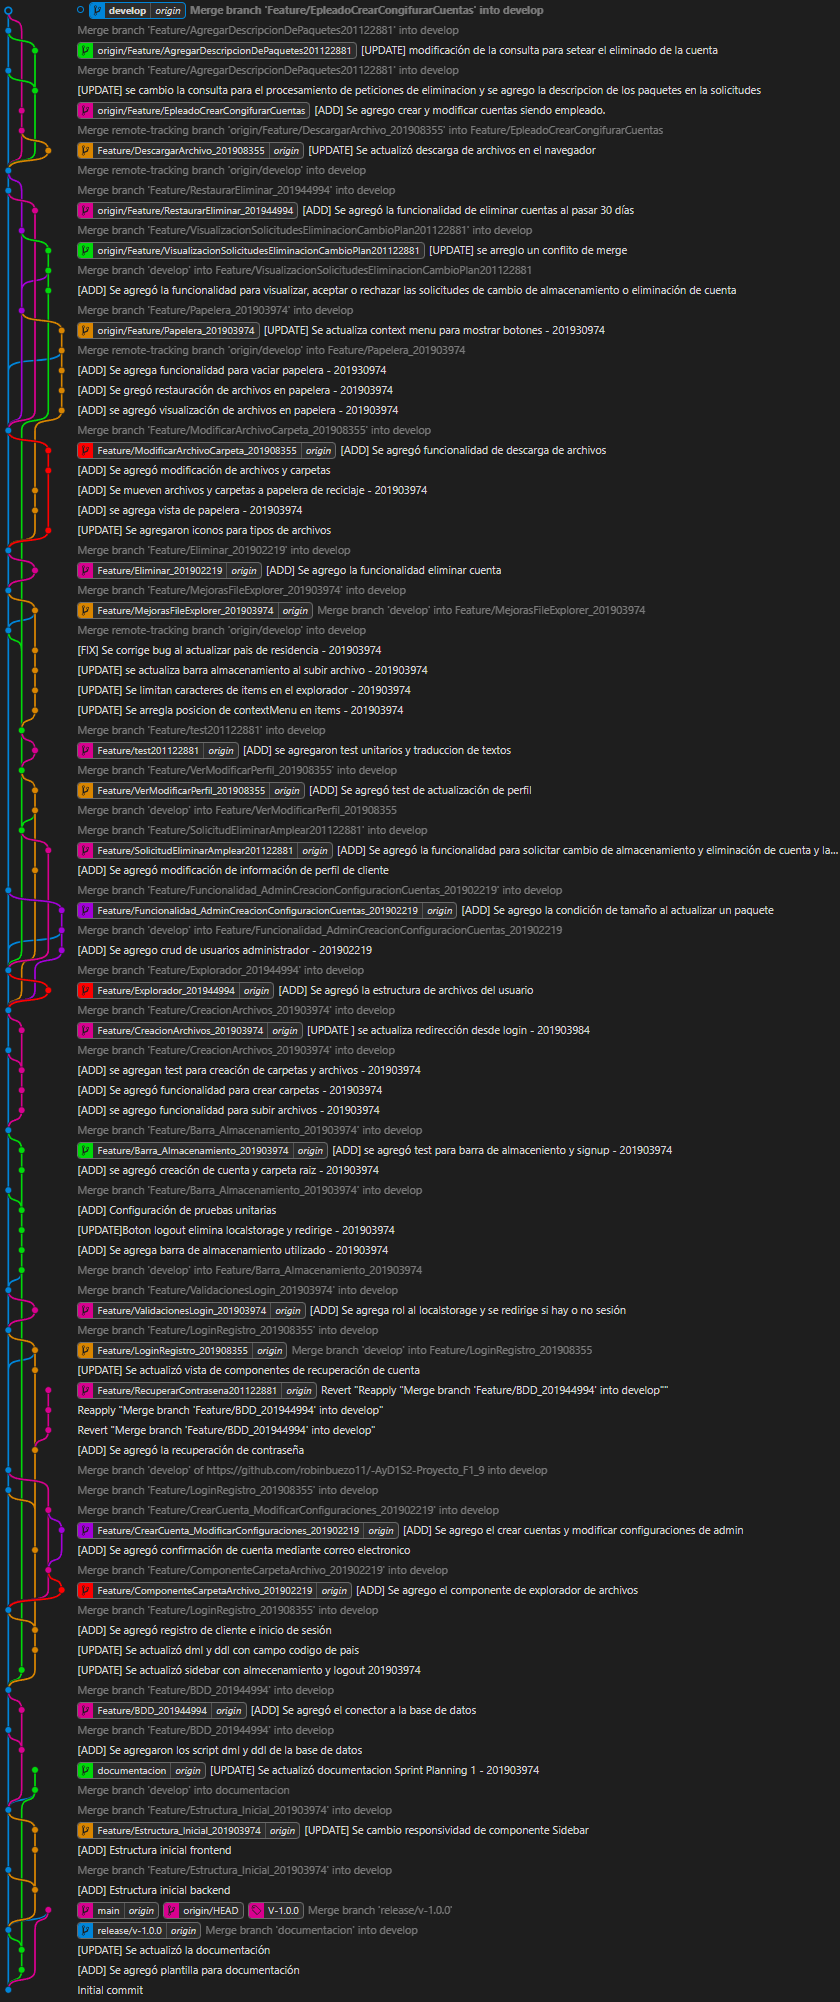 develop origin Merge branch 'Feature/EpleadoCrearCongifurarCuentas' into develop
Merge branch 'Feature/AgregarDescripcionDePaquetes201122881' into develop
origin/Feature/AgregarDescripcionDePaquetes201122881 [UPDATE] modificación de la consulta para setear el eliminado de la cuenta
Merge branch 'Feature/AgregarDescripcionDePaquetes201122881' into develop
[UPDATE] se cambio la consulta para el procesamiento de peticiones de eliminacion y se agrego la descripcion de los paquetes en la solicitudes
origin/Feature/EpleadoCrearCongifurarCuentas [ADD] Se agrego crear y modificar cuentas siendo empleado.
Merge remote-tracking branch 'origin/Feature/DescargarArchivo_201908355' into Feature/EpleadoCrearCongifurarCuentas
Feature/DescargarArchivo_201908355 origin [UPDATE] Se actualizó descarga de archivos en el navegador
Merge remote-tracking branch 'origin/develop' into develop
Merge branch 'Feature/RestaurarEliminar_201944994' into develop
origin/Feature/RestaurarEliminar_201944994 [ADD] Se agregó la funcionalidad de eliminar cuentas al pasar 30 días
Merge branch 'Feature/VisualizacionSolicitudesEliminacionCambioPlan201122881' into develop
origin/Feature/VisualizacionSolicitudesEliminacionCambioPlan201122881 [UPDATE] se arreglo un conflito de merge
Merge branch 'develop' into Feature/VisualizacionSolicitudesEliminacionCambioPlan201122881
[ADD] Se agregó la funcionalidad para visualizar, aceptar o rechazar las solicitudes de cambio de almacenamiento o eliminación de cuenta
Merge branch 'Feature/Papelera_201903974' into develop
origin/Feature/Papelera_201903974 [UPDATE] Se actualiza context menu para mostrar botones - 201930974
Merge remote-tracking branch 'origin/develop' into Feature/Papelera_201903974
[ADD] Se agrega funcionalidad para vaciar papelera - 201930974
[ADD] Se gregó restauración de archivos en papelera - 201903974
[ADD] se agregó visualización de archivos en papelera - 201903974
Merge branch 'Feature/ModificarArchivoCarpeta_201908355' into develop
Feature/ModificarArchivoCarpeta_201908355 origin [ADD] Se agregó funcionalidad de descarga de archivos
[ADD] Se agregó modificación de archivos y carpetas
[ADD] Se mueven archivos y carpetas a papelera de reciclaje - 201903974
[ADD] se agrega vista de papelera - 201903974
[UPDATE] Se agregaron iconos para tipos de archivos
Merge branch 'Feature/Eliminar_201902219' into develop
Feature/Eliminar_201902219 origin [ADD] Se agrego la funcionalidad eliminar cuenta
Merge branch 'Feature/MejorasFileExplorer_201903974' into develop
Feature/MejorasFileExplorer_201903974 origin Merge branch 'develop' into Feature/MejorasFileExplorer_201903974
Merge remote-tracking branch 'origin/develop' into develop
[FIX] Se corrige bug al actualizar pais de residencia - 201903974
[UPDATE] se actualiza barra almacenamiento al subir archivo - 201903974
[UPDATE] Se limitan caracteres de items en el explorador - 201903974
[UPDATE] Se arregla posicion de contextMenu en items - 201903974
Merge branch 'Feature/test201122881' into develop
Feature/test201122881 origin [ADD] se agregaron test unitarios y traduccion de textos
Merge branch 'Feature/VerModificarPerfil_201908355' into develop
Feature/VerModificarPerfil_201908355 origin [ADD] Se agregó test de actualización de perfil
Merge branch 'develop' into Feature/VerModificarPerfil_201908355
Merge branch 'Feature/SolicitudEliminarAmplear201122881' into develop
Feature/SolicitudEliminarAmplear201122881 origin [ADD] Se agregó la funcionalidad para solicitar cambio de almacenamiento y eliminación de cuenta y la...
[ADD] Se agregó modificación de información de perfil de cliente
Merge branch 'Feature/Funcionalidad_AdminCreacionConfiguracionCuentas_201902219' into develop
Feature/Funcionalidad_AdminCreacionConfiguracionCuentas_201902219 origin [ADD] Se agrego la condición de tamaño al actualizar un paquete
Merge branch 'develop' into Feature/Funcionalidad_AdminCreacionConfiguracionCuentas_201902219
[ADD] Se agrego crud de usuarios administrador - 201902219
Merge branch 'Feature/Explorador_201944994' into develop
Feature/Explorador_201944994 origin [ADD] Se agregó la estructura de archivos del usuario
Merge branch 'Feature/CreacionArchivos_201903974' into develop
Feature/CreacionArchivos_201903974 origin [UPDATE ] se actualiza redirección desde login - 201903984
Merge branch 'Feature/CreacionArchivos_201903974' into develop
[ADD] se agregan test para creación de carpetas y archivos - 201903974
[ADD] Se agregó funcionalidad para crear carpetas - 201903974
[ADD] se agrego funcionalidad para subir archivos - 201903974
Merge branch 'Feature/Barra_Almacenamiento_201903974' into develop
Feature/Barra_Almacenamiento_201903974 origin [ADD] se agregó test para barra de almaceniento y signup - 201903974
[ADD] se agregó creación de cuenta y carpeta raiz - 201903974
Merge branch 'Feature/Barra_Almacenamiento_201903974' into develop
[ADD] Configuración de pruebas unitarias
[UPDATE]Boton logout elimina localstorage y redirige - 201903974
[ADD] Se agrega barra de almacenamiento utilizado - 201903974
Merge branch 'develop' into Feature/Barra_Almacenamiento_201903974
Merge branch 'Feature/ValidacionesLogin_201903974' into develop
Feature/ValidacionesLogin_201903974 origin [ADD] Se agrega rol al localstorage y se redirige si hay o no sesión
Merge branch 'Feature/LoginRegistro_201908355' into develop
Feature/LoginRegistro_201908355 origin Merge branch 'develop' into Feature/LoginRegistro_201908355
[UPDATE] Se actualizó vista de componentes de recuperación de cuenta
Feature/RecuperarContrasena201122881 origin Revert "Reapply "Merge branch 'Feature/BDD_201944994' into develop""
Reapply "Merge branch 'Feature/BDD_201944994' into develop"
Revert "Merge branch 'Feature/BDD_201944994' into develop"
[ADD] Se agregó la recuperación de contraseña
Merge branch 'develop' of https://github.com/robinbuezo11/-AyD1S2-Proyecto_F1_9 into develop
Merge branch 'Feature/LoginRegistro_201908355' into develop
Merge branch 'Feature/CrearCuenta_ModificarConfiguraciones_201902219' into develop
Feature/CrearCuenta_ModificarConfiguraciones_201902219 origin [ADD] Se agrego el crear cuentas y modificar configuraciones de admin
[ADD] Se agregó confirmación de cuenta mediante correo electronico
Merge branch 'Feature/ComponenteCarpetaArchivo_201902219' into develop
Feature/ComponenteCarpetaArchivo_201902219 origin [ADD] Se agrego el componente de explorador de archivos
Merge branch 'Feature/LoginRegistro_201908355' into develop
[ADD] Se agregó registro de cliente e inicio de sesión
[UPDATE] Se actualizó dml y ddl con campo codigo de pais
[UPDATE] Se actualizó sidebar con almecenamiento y logout 201903974
Merge branch 'Feature/BDD_201944994' into develop
Feature/BDD_201944994 origin [ADD] Se agregó el conector a la base de datos
Merge branch 'Feature/BDD_201944994' into develop
[ADD] Se agregaron los script dml y ddl de la base de datos
documentacion origin [UPDATE] Se actualizó documentacion Sprint Planning 1 - 201903974
Merge branch 'develop' into documentacion
Merge branch 'Feature/Estructura_Inicial_201903974' into develop
Feature/Estructura_Inicial_201903974 origin [UPDATE] Se cambio responsividad de componente Sidebar
[ADD] Estructura inicial frontend
Merge branch 'Feature/Estructura_Inicial_201903974' into develop
[ADD] Estructura inicial backend
main origin origin/HEAD V-1.0.0 Merge branch 'release/v-1.0.0'
release/v-1.0.0 origin Merge branch 'documentacion' into develop
[UPDATE] Se actualizó la documentación
[ADD] Se agregó plantilla para documentación
Initial commit